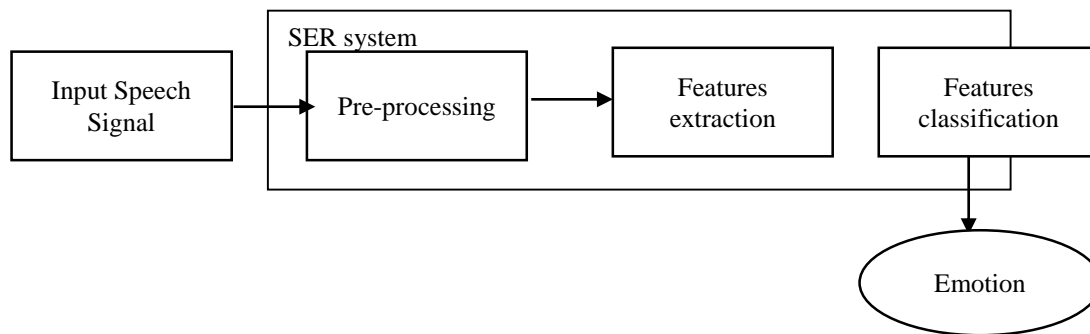 SER system
Input Speech
Signal
Pre-processing
Features
extraction
Features
classification
Emotion